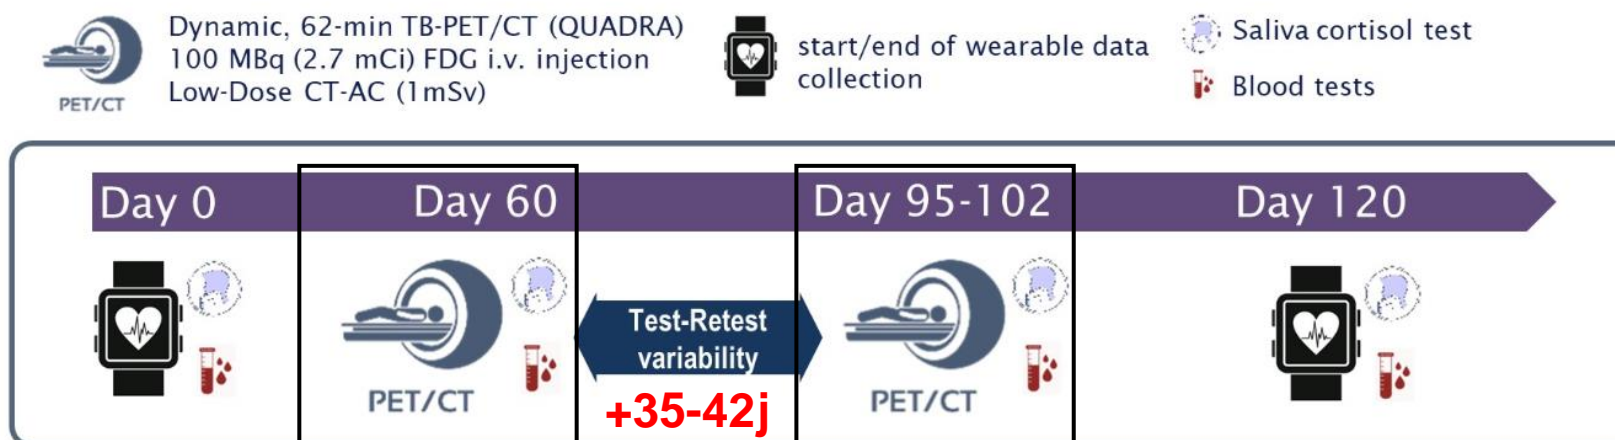 Dynamic, 62-min TB-PET/CT (QUADRA)
100 MBq (2.7 mCi) FDG i.v. injection
Low-Dose CT-AC (1mSv)
PET/CT
start/end of wearable data
collection
Saliva cortisol test
Blood tests
Day 0
Day 60
Day 95-102
Day 120
PET/CT
Test-Retest
variability
+35-42j
PET/CT